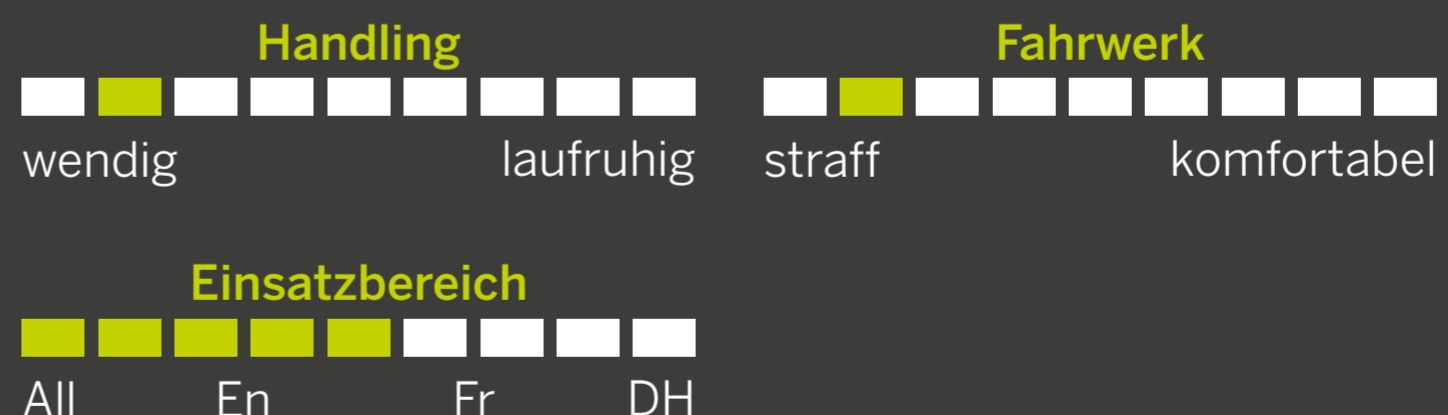 Handling
wendig laufruhig
Fahrwerk
straff komfortabel
Einsatzbereich
All En Fr DH